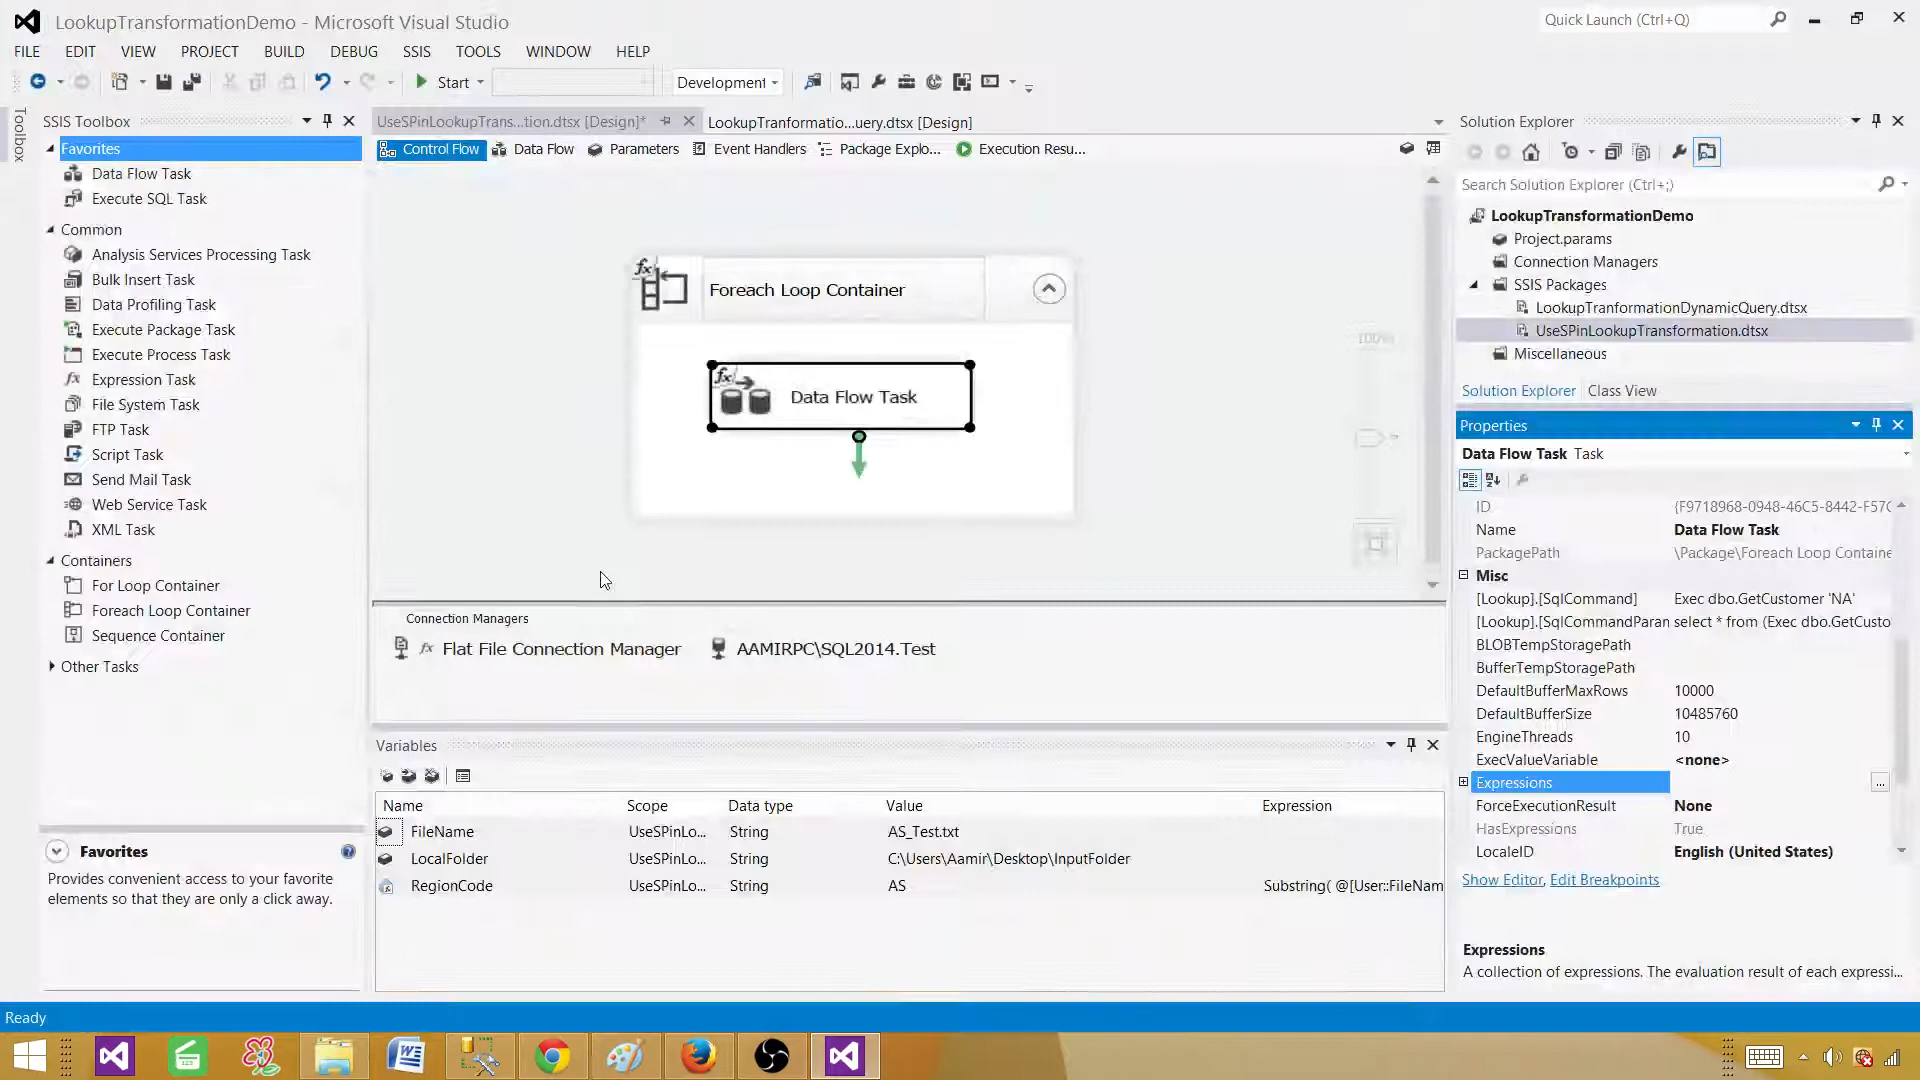 LookupTransformationDemo - Microsoft Visual Studio
Quick Launch (Ctrl+Q)
FILE EDIT VIEW PROJECT BUILD DEBUG SSIS TOOLS WINDOW HELP
Start
Development
Toolbox
SSIS Toolbox
Favorites
Data Flow Task
Execute SQL Task
Common
Analysis Services Processing Task
Bulk Insert Task
Data Profiling Task
Execute Package Task
Execute Process Task
Expression Task
File System Task
FTP Task
Script Task
Send Mail Task
Web Service Task
XML Task
Containers
For Loop Container
Foreach Loop Container
Sequence Container
Other Tasks
Favorites
Provides convenient access to your favorite
elements so that they are only a click away.
UseSPinLookupTrans...tion.dtsx [Design]*
LookupTranformatio...uery.dtsx [Design]
Control Flow
Data Flow
Parameters
Event Handlers
Package Explo...
Execution Resu...
fx
Foreach Loop Container
fx
Data Flow Task
100%
Connection Managers
fx Flat File Connection Manager
AAMIRPC\SQL2014.Test
Variables
Name Scope Data type Value Expression
FileName UseSPinLo... String AS_Test.txt
LocalFolder UseSPinLo... String C:\Users\Aamir\Desktop\InputFolder
RegionCode UseSPinLo... String AS Substring( @[User::FileNam
Solution Explorer
Search Solution Explorer (Ctrl+;)
LookupTransformationDemo
Project.params
Connection Managers
SSIS Packages
LookupTranformationDynamicQuery.dtsx
UseSPinLookupTransformation.dtsx
Miscellaneous
Solution Explorer Class View
Properties
Data Flow Task Task
ID {F9718968-0948-46C5-8442-F57C
Name Data Flow Task
PackagePath \Package\Foreach Loop Containe
Misc
[Lookup].[SqlCommand] Exec dbo.GetCustomer 'NA'
[Lookup].[SqlCommandParan select * from (Exec dbo.GetCusto
BLOBTempStoragePath
BufferTempStoragePath
DefaultBufferMaxRows 10000
DefaultBufferSize 10485760
EngineThreads 10
ExecValueVariable <none>
Expressions ...
ForceExecutionResult None
HasExpressions True
LocaleID English (United States)
Show Editor, Edit Breakpoints
Expressions
A collection of expressions. The evaluation result of each expressi...
Ready